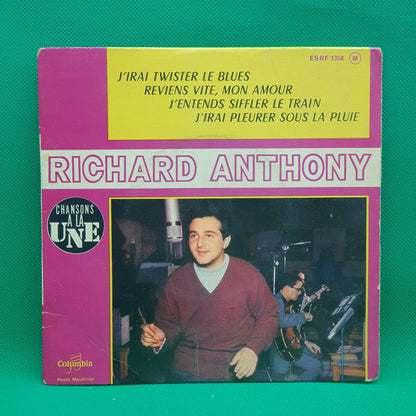 ESRF 1358 M
J'IRAI TWISTER LE BLUES
REVIENS VITE, MON AMOUR
J'ENTENDS SIFFLER LE TRAIN
J'IRAI PLEURER SOUS LA PLUIE
RICHARD ANTHONY
CHANSONS
A LA
UNE
Columbia
Photo Mandinian